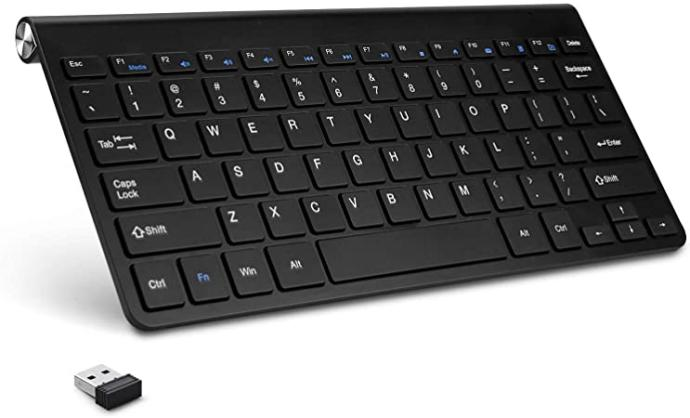 Esc F1 Media F2 F3 F4 F5 F6 F7 F8 F9 F10 F11 F12 Delete
~ ` ! 1 @ 2 # 3 $ 4 % 5 ^ 6 & 7 * 8 ( 9 ) 0 _ - + = Backspace ←
Tab Q W E R T Y U I O P { [ } ] | \
Caps Lock A S D F G H J K L : ; " ' Enter
Shift Z X C V B N M < , > . ? / Shift
Ctrl Fn Win Alt Alt Ctrl ← ↑ ↓ →